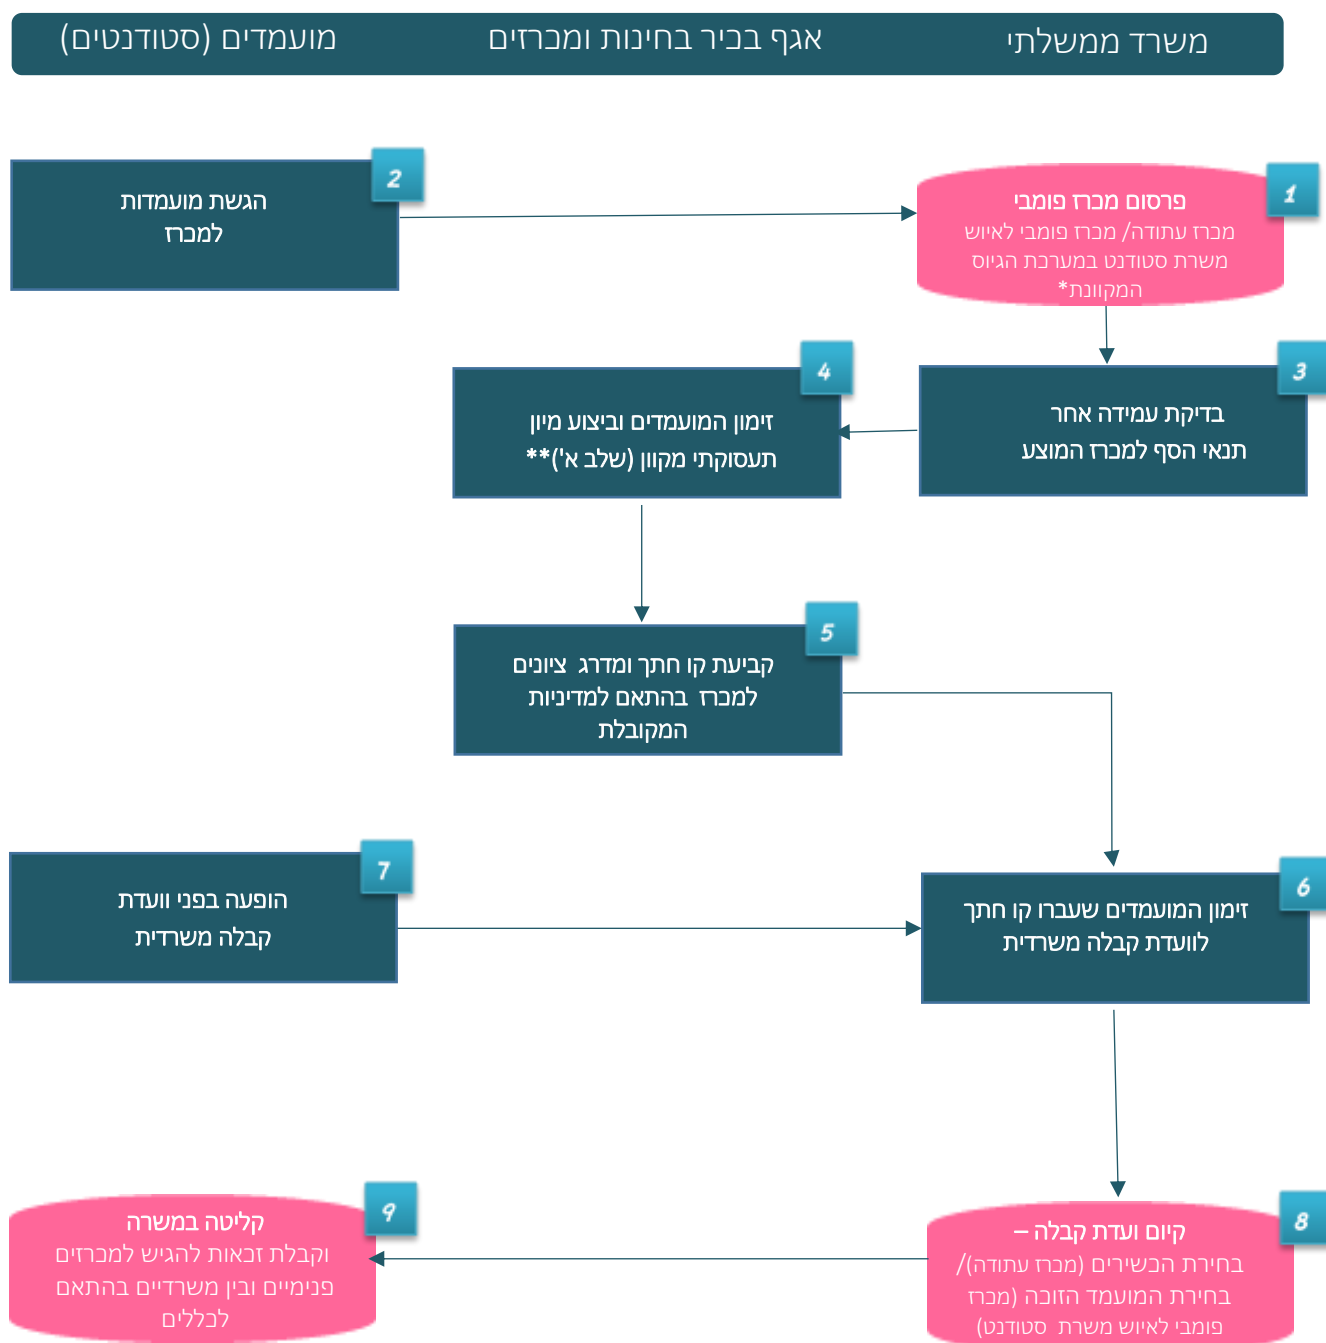 משרד ממשלתי
אגף בכיר בחינות ומכרזים
מועמדים (סטודנטים)
1
פרסום מכרז פומבי
מכרז עתודה/ מכרז פומבי לאיוש
משרת סטודנט במערכת הגיוס
המקוונת*
2
הגשת מועמדות
למכרז
3
בדיקת עמידה אחר
תנאי הסף למכרז המוצע
4
זימון המועמדים וביצוע מיון
תעסוקתי מקוון (שלב א')**
5
קביעת קו חתך ומדרג ציונים
למכרז בהתאם למדיניות
המקובלת
6
זימון המועמדים שעברו קו חתך
לוועדת קבלה משרדית
7
הופעה בפני וועדת
קבלה משרדית
8
קיום ועדת קבלה –
בחירת הכשירים (מכרז עתודה)/
בחירת המועמד הזוכה (מכרז
פומבי לאיוש משרת סטודנט)
9
קליטה במשרה
וקבלת זכאות להגיש למכרזים
פנימיים ובין משרדיים בהתאם
לכללים